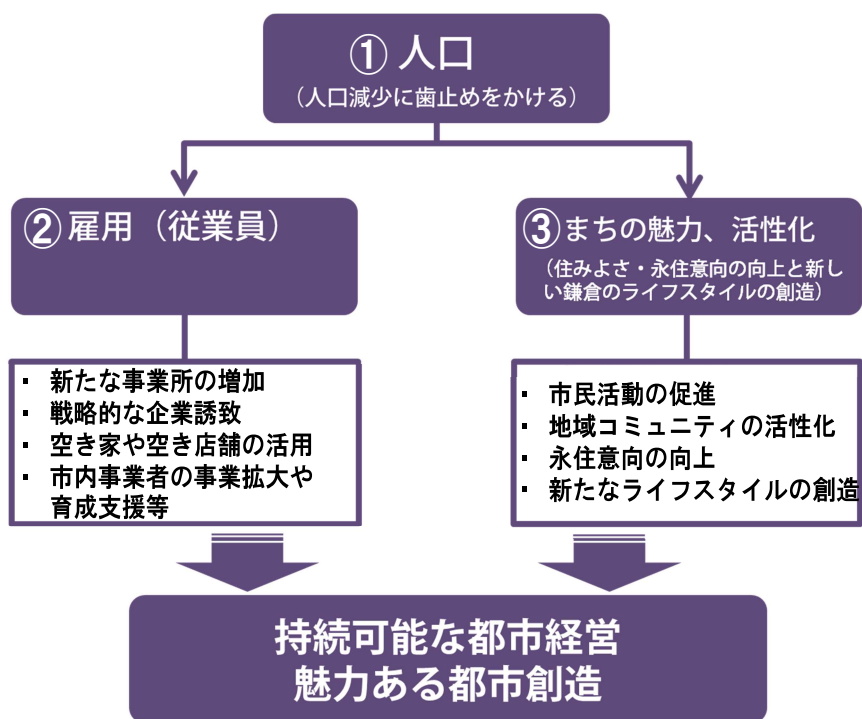 ① 人口
（人口減少に歯止めをかける）
② 雇用（従業員）
▪ 新たな事業所の増加
▪ 戦略的な企業誘致
▪ 空き家や空き店舗の活用
▪ 市内事業者の事業拡大や
育成支援等
③ まちの魅力、活性化
（住みよさ・永住意向の向上と新し
い鎌倉のライフスタイルの創造）
▪ 市民活動の促進
▪ 地域コミュニティの活性化
▪ 永住意向の向上
▪ 新たなライフスタイルの創造
持続可能な都市経営
魅力ある都市創造